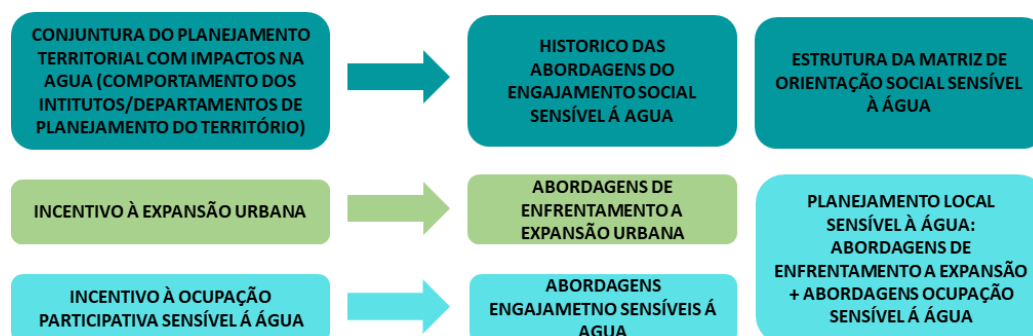 CONJUNTURA DO PLANEJAMENTO
TERRITORIAL COM IMPACTOS NA
AGUA (COMPORTAMENTO DOS
INTITUTOS/DEPARTAMENTOS DE
PLANEJAMENTO DO TERRITÓRIO)
HISTORICO DAS
ABORDAGENS DO
ENGAJAMENTO SOCIAL
SENSÍVEL Á AGUA
ESTRUTURA DA MATRIZ DE
ORIENTAÇÃO SOCIAL SENSÍVEL
À ÁGUA
INCENTIVO À EXPANSÃO URBANA
ABORDAGENS DE
ENFRENTAMENTO A
EXPANSÃO URBANA
PLANEJAMENTO LOCAL
SENSÍVEL À ÁGUA:
ABORDAGENS DE
ENFRENTAMENTO A EXPANSÃO
+ ABORDAGENS OCUPAÇÃO
SENSÍVEL Á ÁGUA
INCENTIVO À OCUPAÇÃO
PARTICIPATIVA SENSÍVEL Á ÁGUA
ABORDAGENS
ENGAJAMETNO SENSÍVEIS Á
AGUA